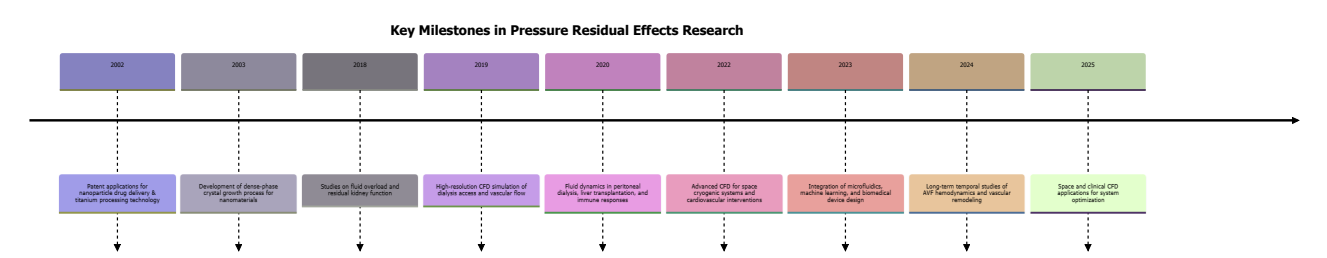 Key Milestones in Pressure Residual Effects Research
2002
2003
2018
2019
2020
2022
2023
2024
2025
Patent applications for
nanoparticle drug delivery &
titanium processing technology
Development of dense-phase
crystal growth process for
nanomaterials
Studies on fluid overload and
residual kidney function
High-resolution CFD simulation of
dialysis access and vascular flow
Fluid dynamics in peritoneal
dialysis, liver transplantation, and
immune responses
Advanced CFD for space
cryogenic systems and
cardiovascular interventions
Integration of microfluidics,
machine learning, and biomedical
device design
Long-term temporal studies of
AVF hemodynamics and vascular
remodeling
Space and clinical CFD
applications for system
optimization